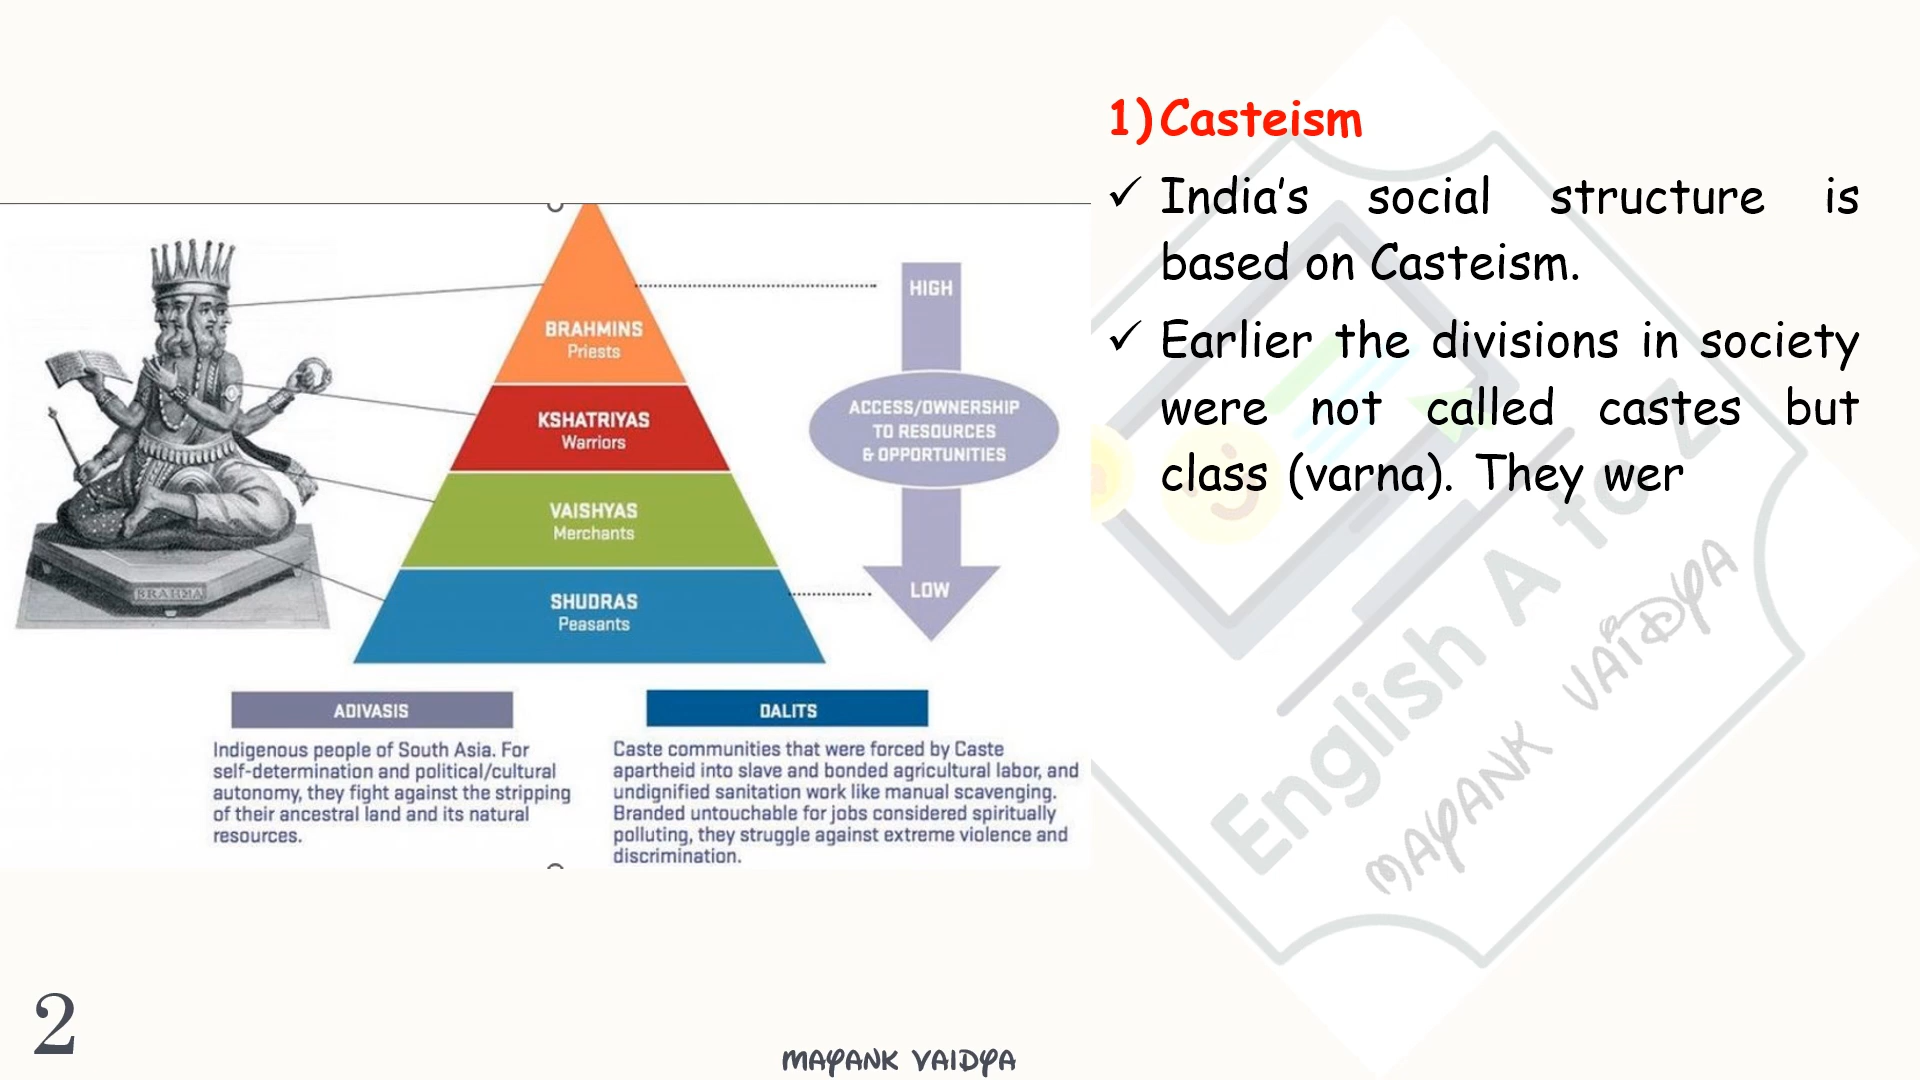 1) Casteism
✓ India’s social structure is
based on Casteism.
✓ Earlier the divisions in society
were not called castes but
class (varna). They wer
BRAHMINS
Priests
KSHATRIYAS
Warriors
VAISHYAS
Merchants
SHUDRAS
Peasants
HIGH
ACCESS/OWNERSHIP
TO RESOURCES
& OPPORTUNITIES
LOW
BRAHMA
ADIVASIS
Indigenous people of South Asia. For
self-determination and political/cultural
autonomy, they fight against the stripping
of their ancestral land and its natural
resources.
DALITS
Caste communities that were forced by Caste
apartheid into slave and bonded agricultural labor, and
undignified sanitation work like manual scavenging.
Branded untouchable for jobs considered spiritually
polluting, they struggle against extreme violence and
discrimination.
English A to Z
MAYANK VAIDYA
2
MAYANK VAIDYA